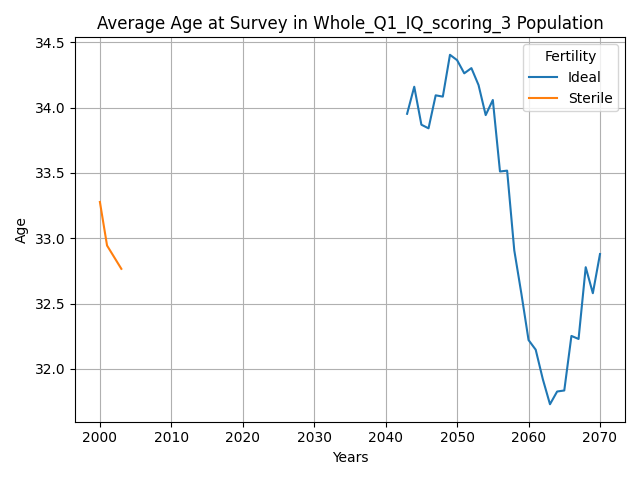 Average Age at Survey in Whole_Q1_IQ_scoring_3 Population
34.5
34.0
33.5
33.0
32.5
32.0
Age
Fertility
Ideal
Sterile
2000 2010 2020 2030 2040 2050 2060 2070
Years